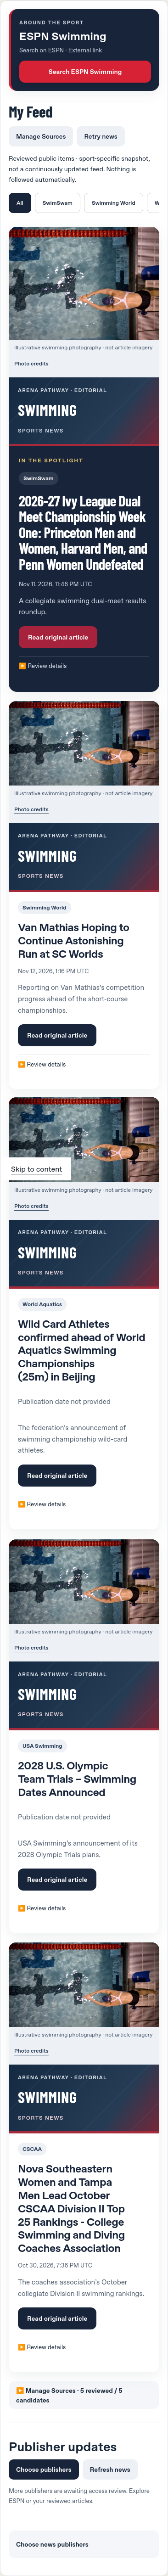 AROUND THE SPORT
ESPN Swimming
Search on ESPN · External link
Search ESPN Swimming
My Feed
Manage Sources
Retry news
Reviewed public items · sport-specific snapshot,
not a continuously updated feed. Nothing is
followed automatically.
All
SwimSwam
Swimming World
W
Illustrative swimming photography · not article imagery
Photo credits
ARENA PATHWAY · EDITORIAL
SWIMMING
SPORTS NEWS
IN THE SPOTLIGHT
SwimSwam
2026-27 Ivy League Dual
Meet Championship Week
One: Princeton Men and
Women, Harvard Men, and
Penn Women Undefeated
Nov 11, 2026, 11:46 PM UTC
A collegiate swimming dual-meet results
roundup.
Read original article
Review details
Illustrative swimming photography · not article imagery
Photo credits
ARENA PATHWAY · EDITORIAL
SWIMMING
SPORTS NEWS
Swimming World
Van Mathias Hoping to
Continue Astonishing
Run at SC Worlds
Nov 12, 2026, 1:16 PM UTC
Reporting on Van Mathias's competition
progress ahead of the short-course
championships.
Read original article
Review details
Skip to content
Illustrative swimming photography · not article imagery
Photo credits
ARENA PATHWAY · EDITORIAL
SWIMMING
SPORTS NEWS
World Aquatics
Wild Card Athletes
confirmed ahead of World
Aquatics Swimming
Championships
(25m) in Beijing
Publication date not provided
The federation's announcement of
swimming championship wild-card
athletes.
Read original article
Review details
Illustrative swimming photography · not article imagery
Photo credits
ARENA PATHWAY · EDITORIAL
SWIMMING
SPORTS NEWS
USA Swimming
2028 U.S. Olympic
Team Trials – Swimming
Dates Announced
Publication date not provided
USA Swimming's announcement of its
2028 Olympic Trials plans.
Read original article
Review details
Illustrative swimming photography · not article imagery
Photo credits
ARENA PATHWAY · EDITORIAL
SWIMMING
SPORTS NEWS
CSCAA
Nova Southeastern
Women and Tampa
Men Lead October
CSCAA Division II Top
25 Rankings - College
Swimming and Diving
Coaches Association
Oct 30, 2026, 7:36 PM UTC
The coaches association's October
collegiate Division II swimming rankings.
Read original article
Review details
Manage Sources · 5 reviewed / 5
candidates
Publisher updates
Choose publishers
Refresh news
More publishers are awaiting access review. Explore
ESPN or your reviewed articles.
Choose news publishers